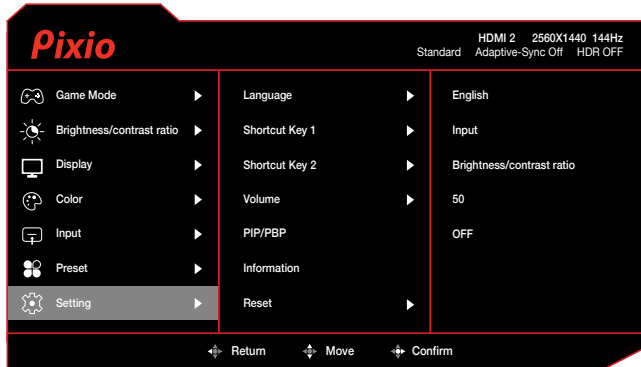 Pixio
HDMI 2 2560X1440 144Hz
Standard Adaptive-Sync Off HDR OFF
Game Mode Language English
Brightness/contrast ratio Shortcut Key 1 Input
Display Shortcut Key 2 Brightness/contrast ratio
Color Volume 50
Input PIP/PBP OFF
Preset Information
Setting Reset
Return Move Confirm